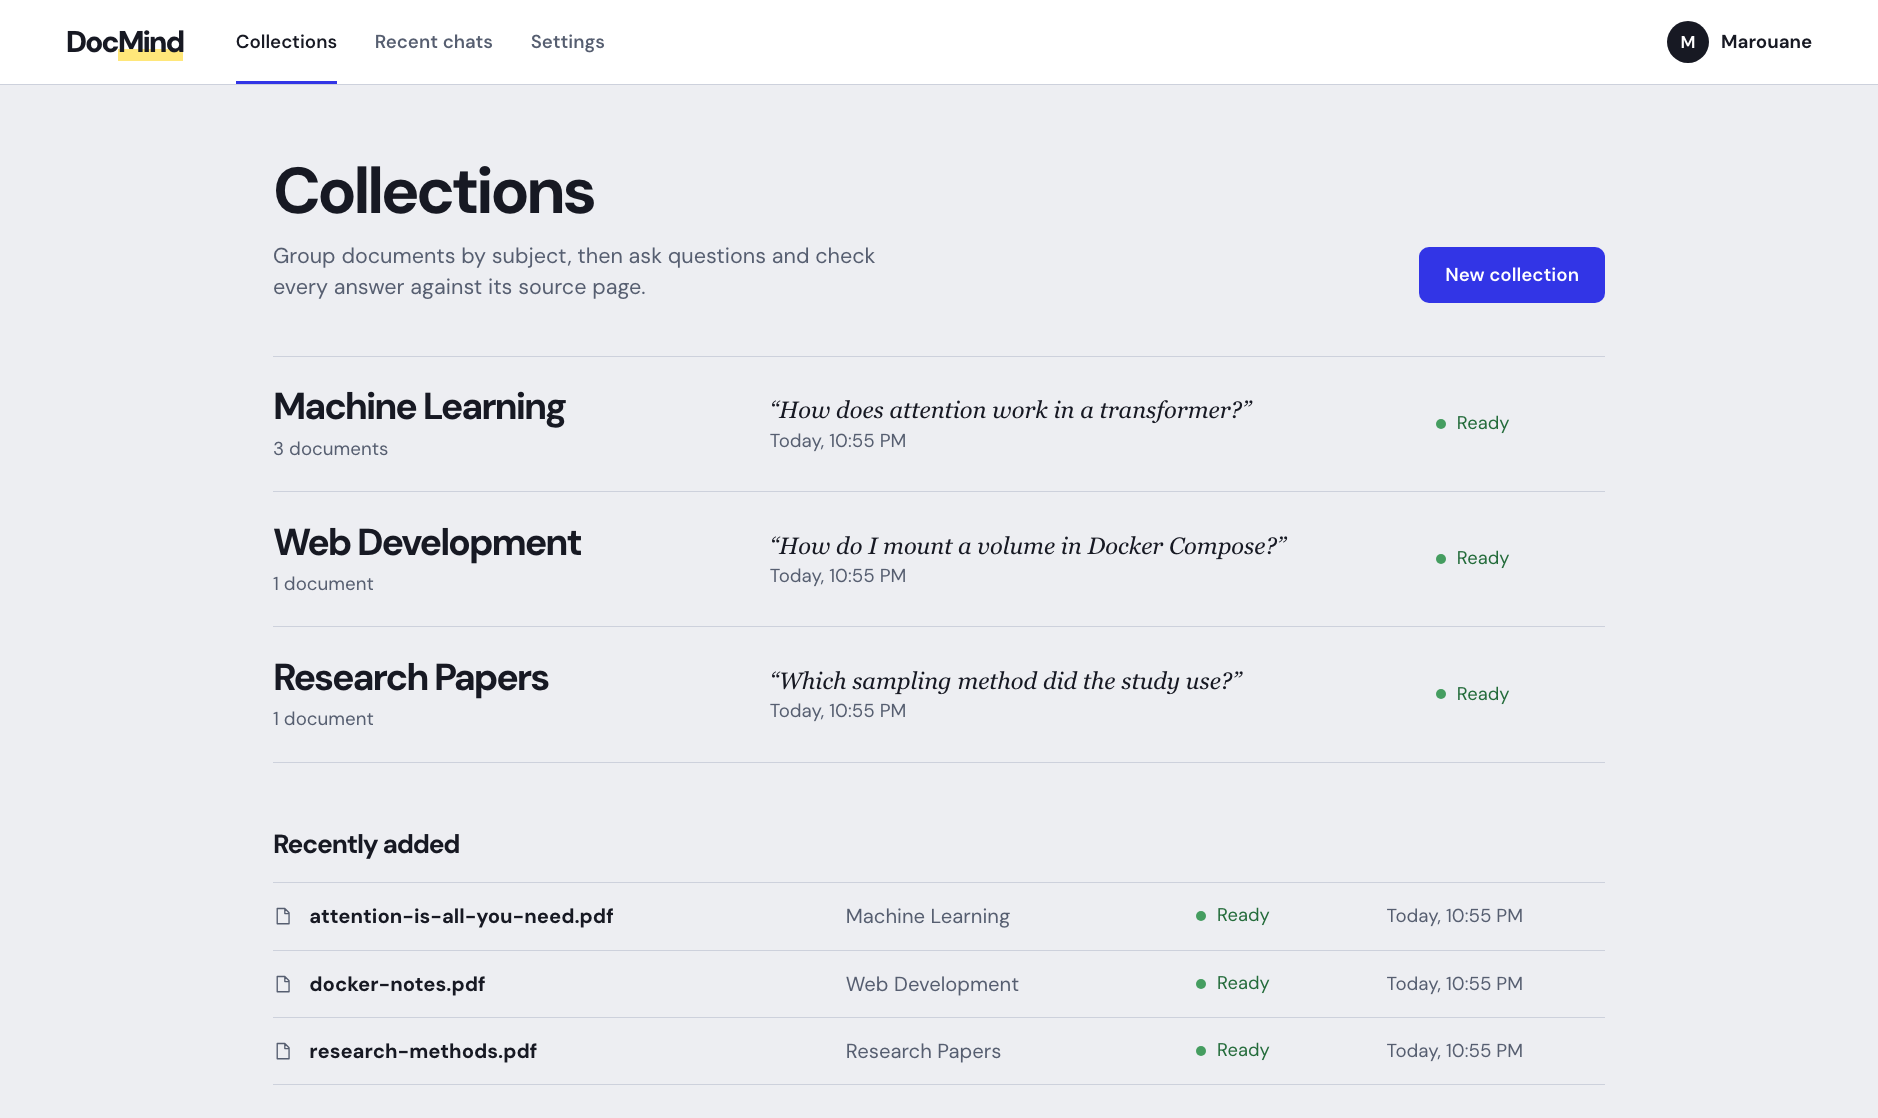 DocMind
Collections
Recent chats
Settings
M
Marouane
Collections
Group documents by subject, then ask questions and check
every answer against its source page.
New collection
Machine Learning
3 documents
“How does attention work in a transformer?”
Today, 10:55 PM
Ready
Web Development
1 document
“How do I mount a volume in Docker Compose?”
Today, 10:55 PM
Ready
Research Papers
1 document
“Which sampling method did the study use?”
Today, 10:55 PM
Ready
Recently added
attention-is-all-you-need.pdf
Machine Learning
Ready
Today, 10:55 PM
docker-notes.pdf
Web Development
Ready
Today, 10:55 PM
research-methods.pdf
Research Papers
Ready
Today, 10:55 PM